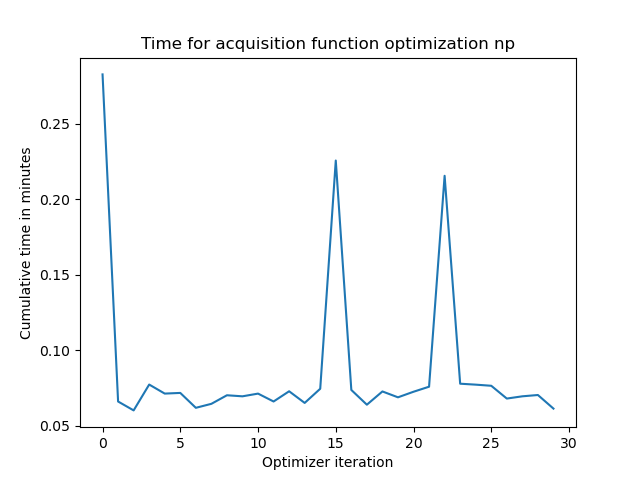 Time for acquisition function optimization np
Cumulative time in minutes
0.25
0.20
0.15
0.10
0.05
0 5 10 15 20 25 30
Optimizer iteration